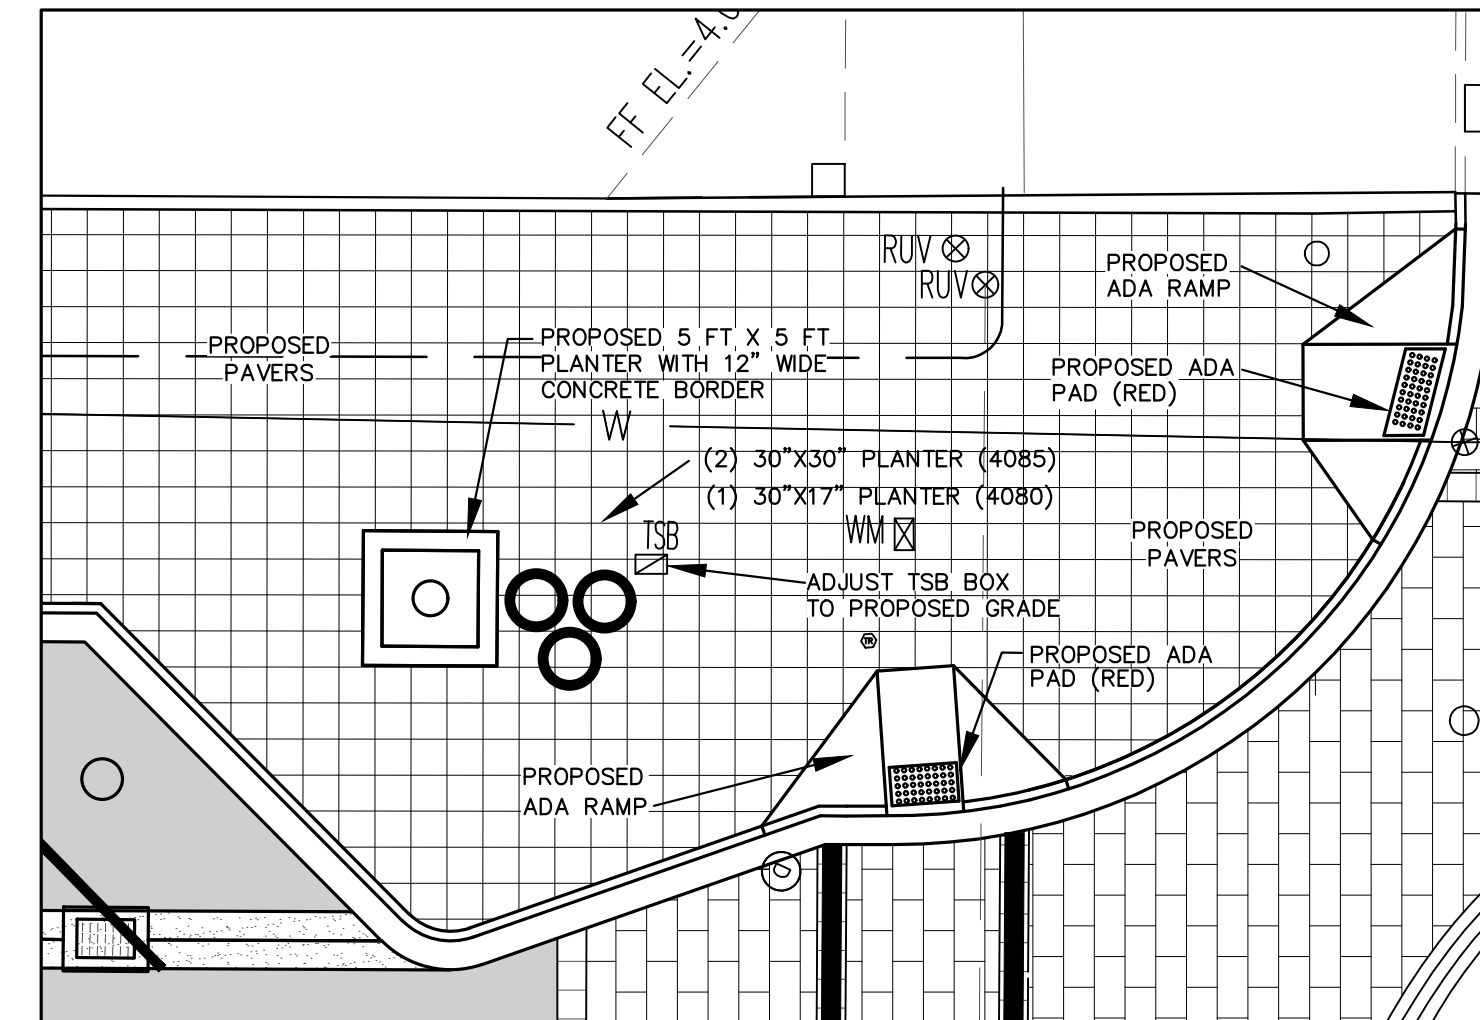 FF EL.=4.
RUV
RUV
PROPOSED
ADA RAMP
PROPOSED
PAVERS
PROPOSED 5 FT X 5 FT
PLANTER WITH 12" WIDE
CONCRETE BORDER
PROPOSED ADA
PAD (RED)
W
(2) 30"X30" PLANTER (4085)
(1) 30"X17" PLANTER (4080)
TSB
WM
PROPOSED
PAVERS
ADJUST TSB BOX
TO PROPOSED GRADE
TR
PROPOSED ADA
PAD (RED)
PROPOSED
ADA RAMP